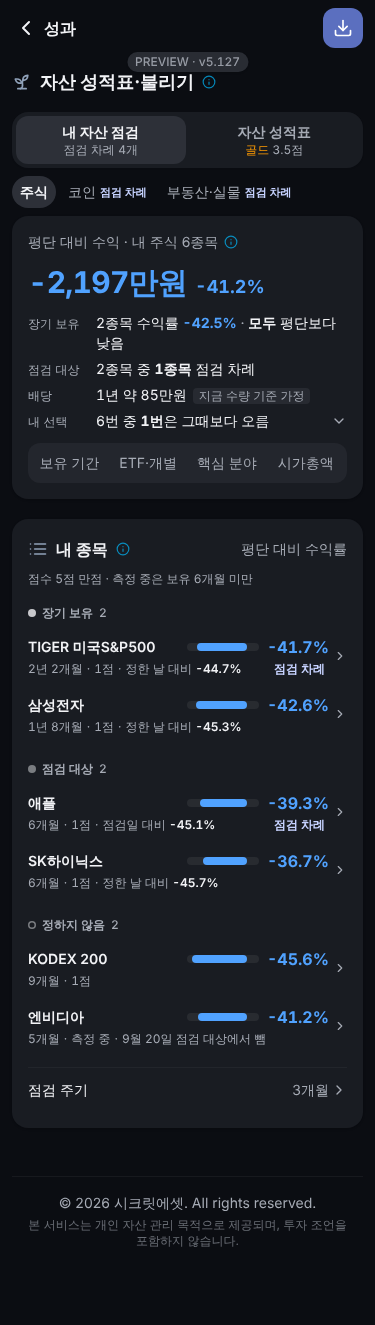 성과
PREVIEW · v5.127
자산 성적표·불리기
내 자산 점검
점검 차례 4개
자산 성적표
골드 3.5점
주식 코인 점검 차례 부동산·실물 점검 차례
평단 대비 수익 · 내 주식 6종목
-2,197만원 -41.2%
장기 보유 2종목 수익률 -42.5% · 모두 평단보다
낮음
점검 대상 2종목 중 1종목 점검 차례
배당 1년 약 85만원 지금 수량 기준 가정
내 선택 6번 중 1번은 그때보다 오름
보유 기간 ETF·개별 핵심 분야 시가총액
내 종목 평단 대비 수익률
점수 5점 만점 · 측정 중은 보유 6개월 미만
장기 보유 2
TIGER 미국S&P500 -41.7%
2년 2개월 · 1점 · 정한 날 대비 -44.7% 점검 차례
삼성전자 -42.6%
1년 8개월 · 1점 · 정한 날 대비 -45.3%
점검 대상 2
애플 -39.3%
6개월 · 1점 · 점검일 대비 -45.1% 점검 차례
SK하이닉스 -36.7%
6개월 · 1점 · 정한 날 대비 -45.7%
정하지 않음 2
KODEX 200 -45.6%
9개월 · 1점
엔비디아 -41.2%
5개월 · 측정 중 · 9월 20일 점검 대상에서 뺌
점검 주기 3개월
© 2026 시크릿에셋. All rights reserved.
본 서비스는 개인 자산 관리 목적으로 제공되며, 투자 조언을
포함하지 않습니다.